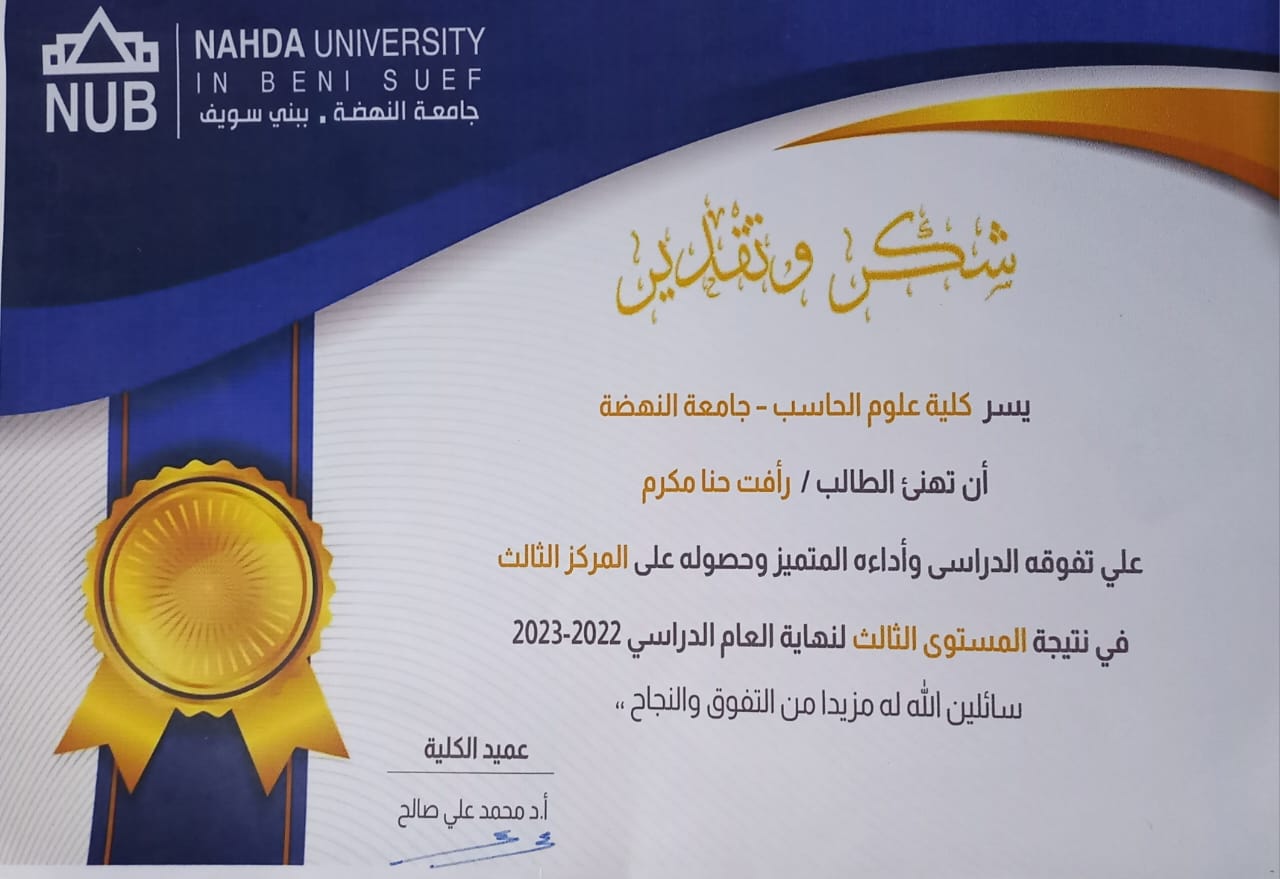 NUB
NAHDA UNIVERSITY
IN BENI SUEF
جامعة النهضة . ببني سويف
شكر وتقدير
يسر كلية علوم الحاسب - جامعة النهضة
أن تهنئ الطالب / رأفت حنا مكرم
علي تفوقه الدراسى وأداءه المتميز وحصوله على المركز الثالث
في نتيجة المستوى الثالث لنهاية العام الدراسي 2022-2023
سائلين الله له مزيدا من التفوق والنجاح ،،
عميد الكلية
أ.د محمد علي صالح